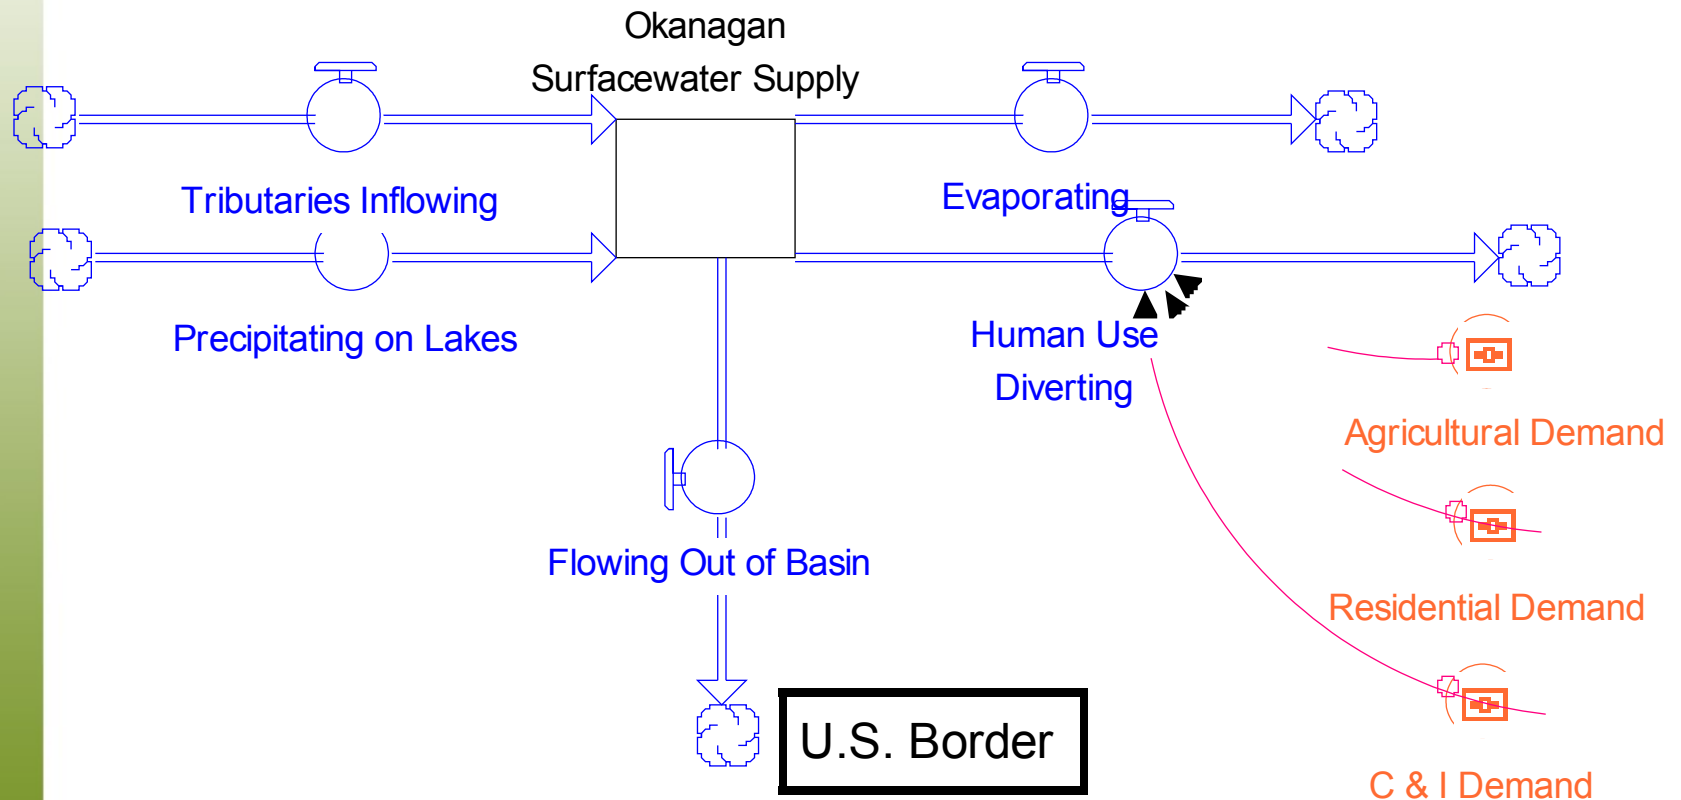 Okanagan
Surfacewater Supply
Tributaries Inflowing
Evaporating
Precipitating on Lakes
Human Use
Diverting
Agricultural Demand
Flowing Out of Basin
Residential Demand
U.S. Border
C & I Demand